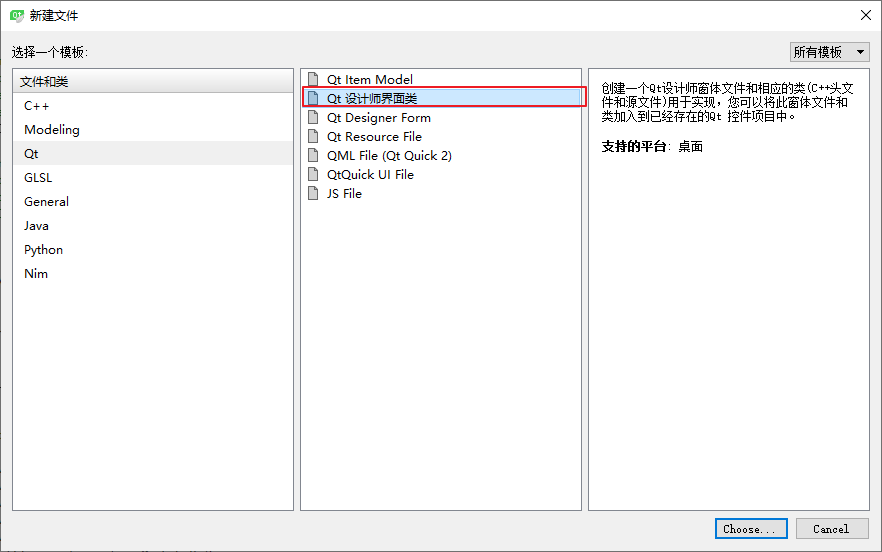 新建文件
选择一个模板:
所有模板
文件和类
C++
Modeling
Qt
GLSL
General
Java
Python
Nim
Qt Item Model
Qt 设计师界面类
Qt Designer Form
Qt Resource File
QML File (Qt Quick 2)
QtQuick UI File
JS File
创建一个Qt设计师窗体文件和相应的类(C++头文
件和源文件)用于实现，您可以将此窗体文件和
类加入到已经存在的Qt 控件项目中。
支持的平台: 桌面
Choose...
Cancel